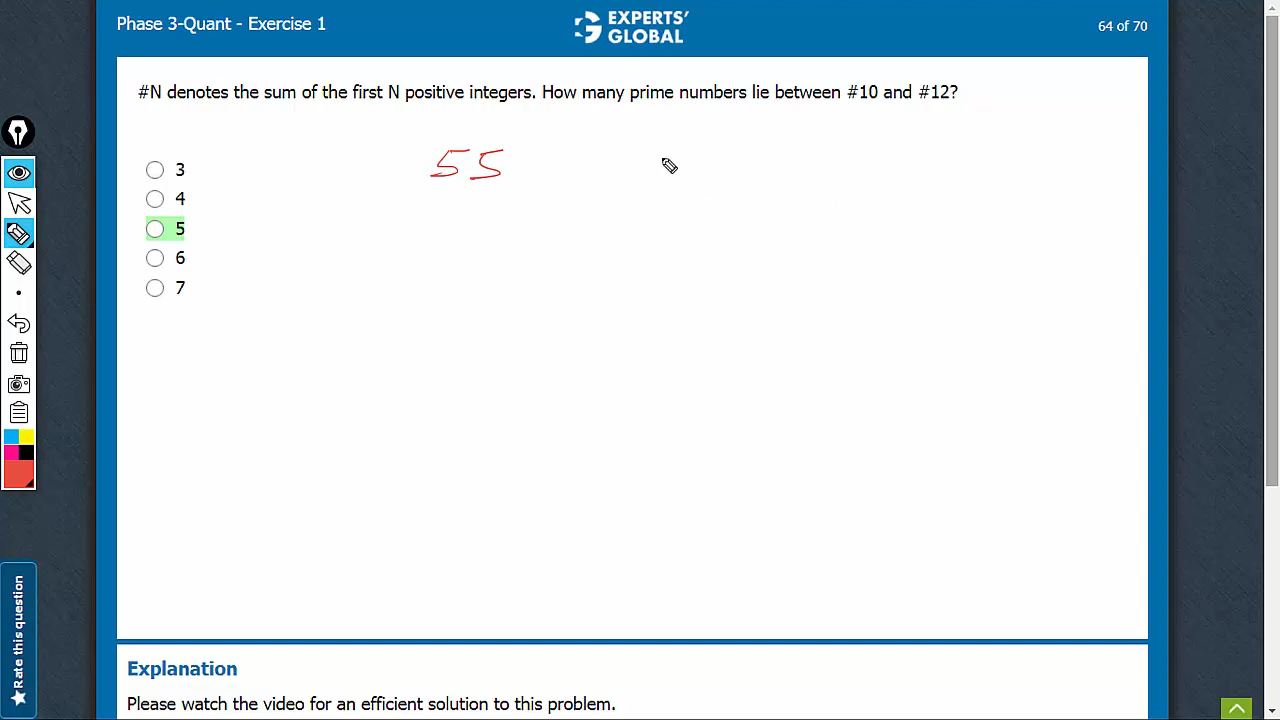 Phase 3-Quant - Exercise 1
EXPERTS'
GLOBAL
64 of 70
#N denotes the sum of the first N positive integers. How many prime numbers lie between #10 and #12?
3
55
4
5
6
7
Rate this question
Explanation
Please watch the video for an efficient solution to this problem.